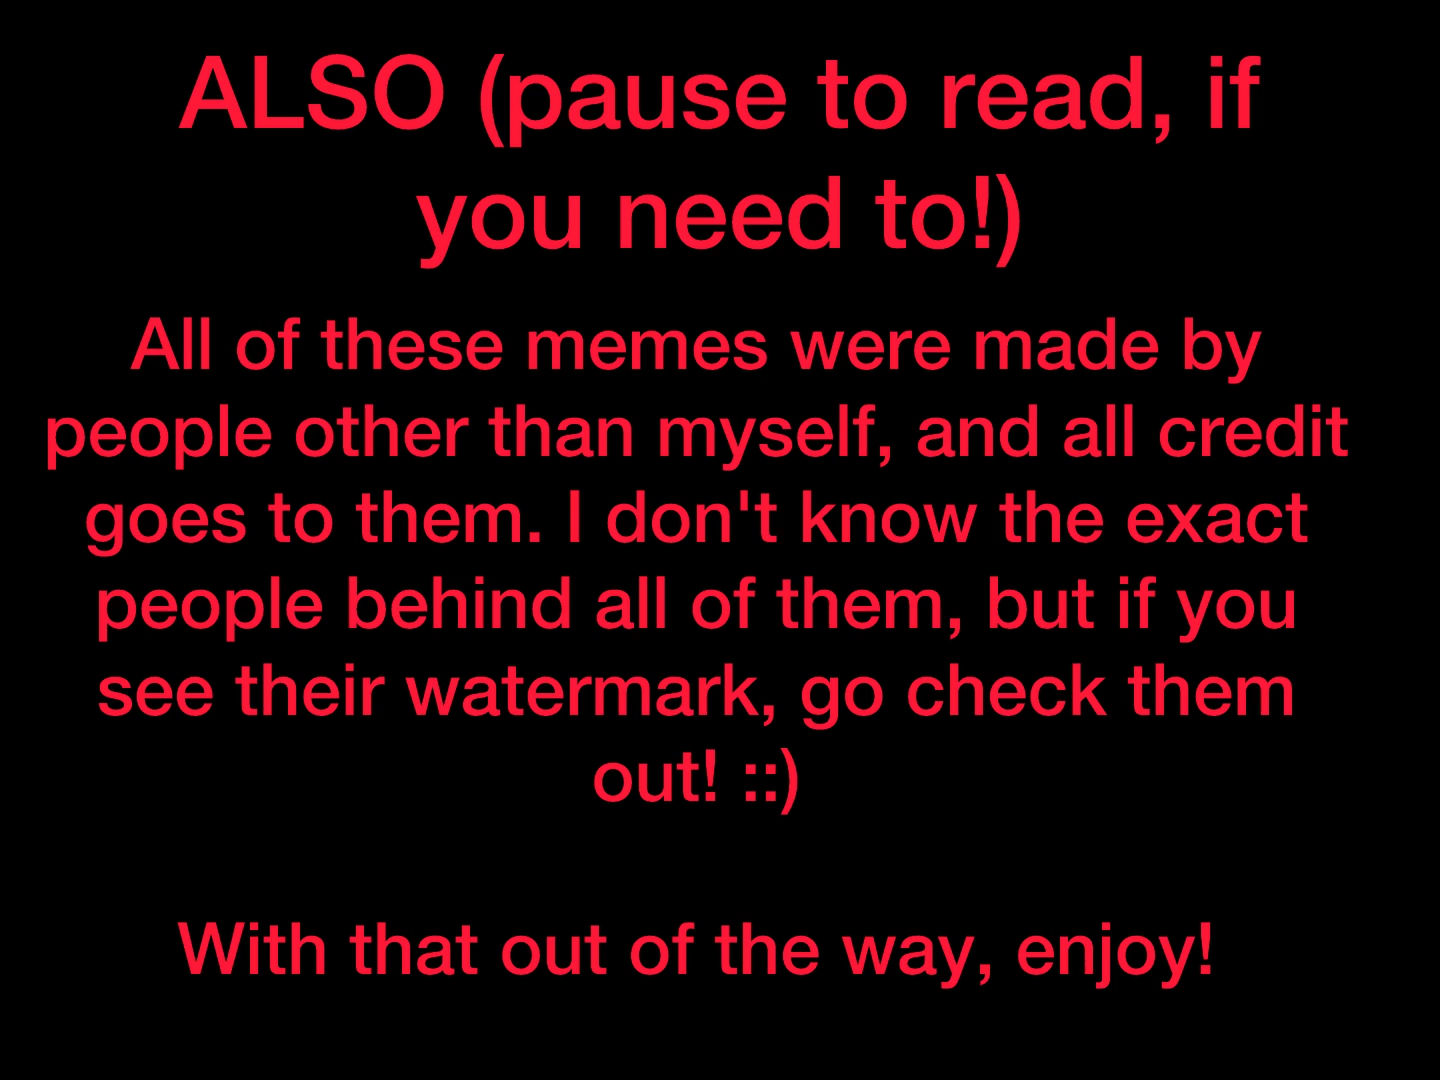 ALSO (pause to read, if
you need to!)
All of these memes were made by
people other than myself, and all credit
goes to them. I don't know the exact
people behind all of them, but if you
see their watermark, go check them
out! ::)
With that out of the way, enjoy!